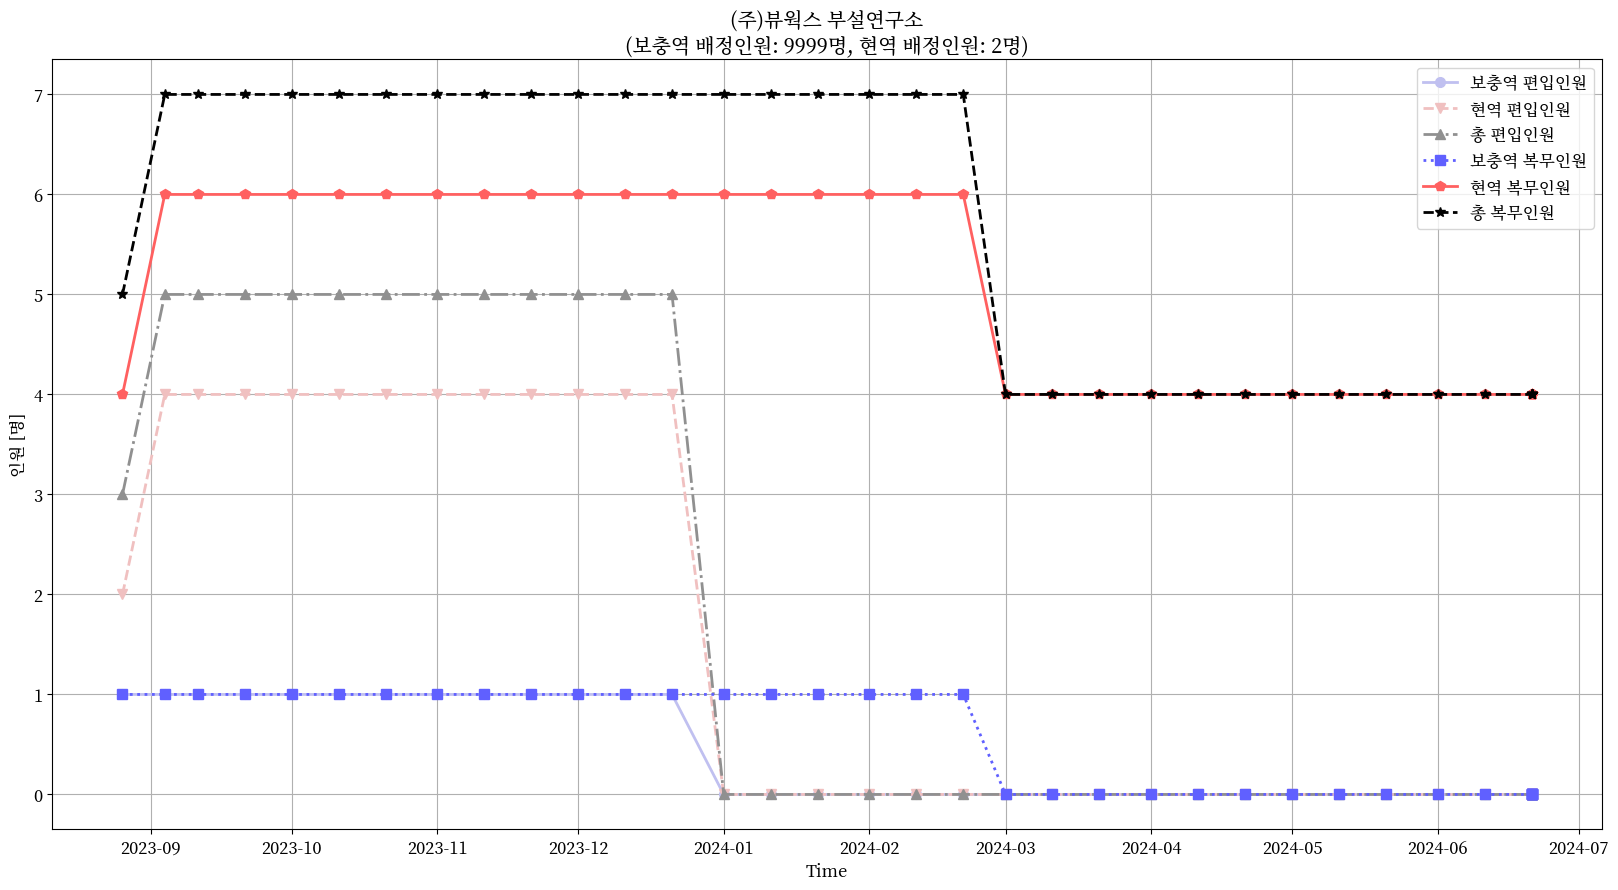 (주)뷰웍스 부설연구소
(보충역 배정인원: 9999명, 현역 배정인원: 2명)
보충역 편입인원
현역 편입인원
총 편입인원
보충역 복무인원
현역 복무인원
총 복무인원
인원 [명]
7
6
5
4
3
2
1
0
2023-09
2023-10
2023-11
2023-12
2024-01
2024-02
2024-03
2024-04
2024-05
2024-06
2024-07
Time